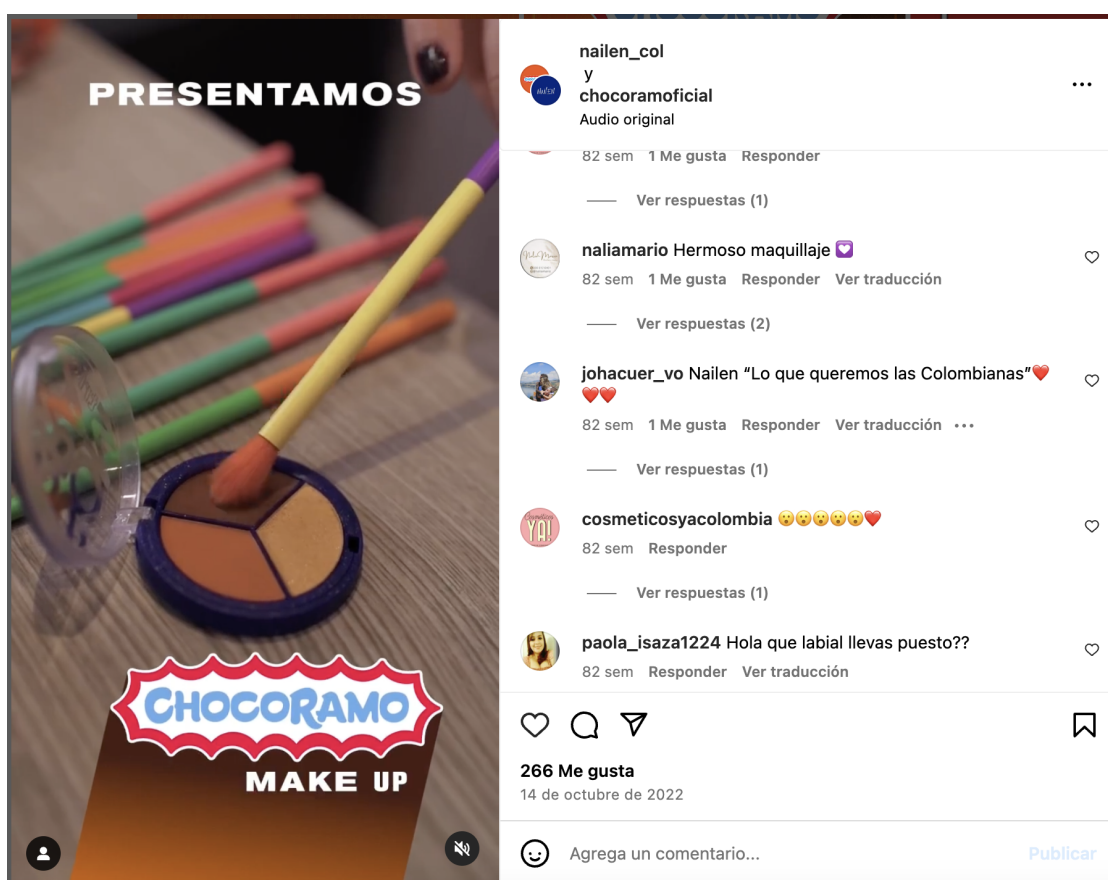 PRESENTAMOS
CHOCORAMO
MAKE UP
nailen_col
y
chocoramoficial
Audio original
82 sem 1 Me gusta Responder
Ver respuestas (1)
naliamario Hermoso maquillaje 💟
82 sem 1 Me gusta Responder Ver traducción
Ver respuestas (2)
johacuer_vo Nailen “Lo que queremos las Colombianas”❤️
❤️❤️
82 sem 1 Me gusta Responder Ver traducción
Ver respuestas (1)
YA!
cosmeticosyacolombia 😮😮😮😮😮❤️
82 sem Responder
Ver respuestas (1)
paola_isaza1224 Hola que labial llevas puesto??
82 sem Responder Ver traducción
266 Me gusta
14 de octubre de 2022
Agrega un comentario...
Publicar